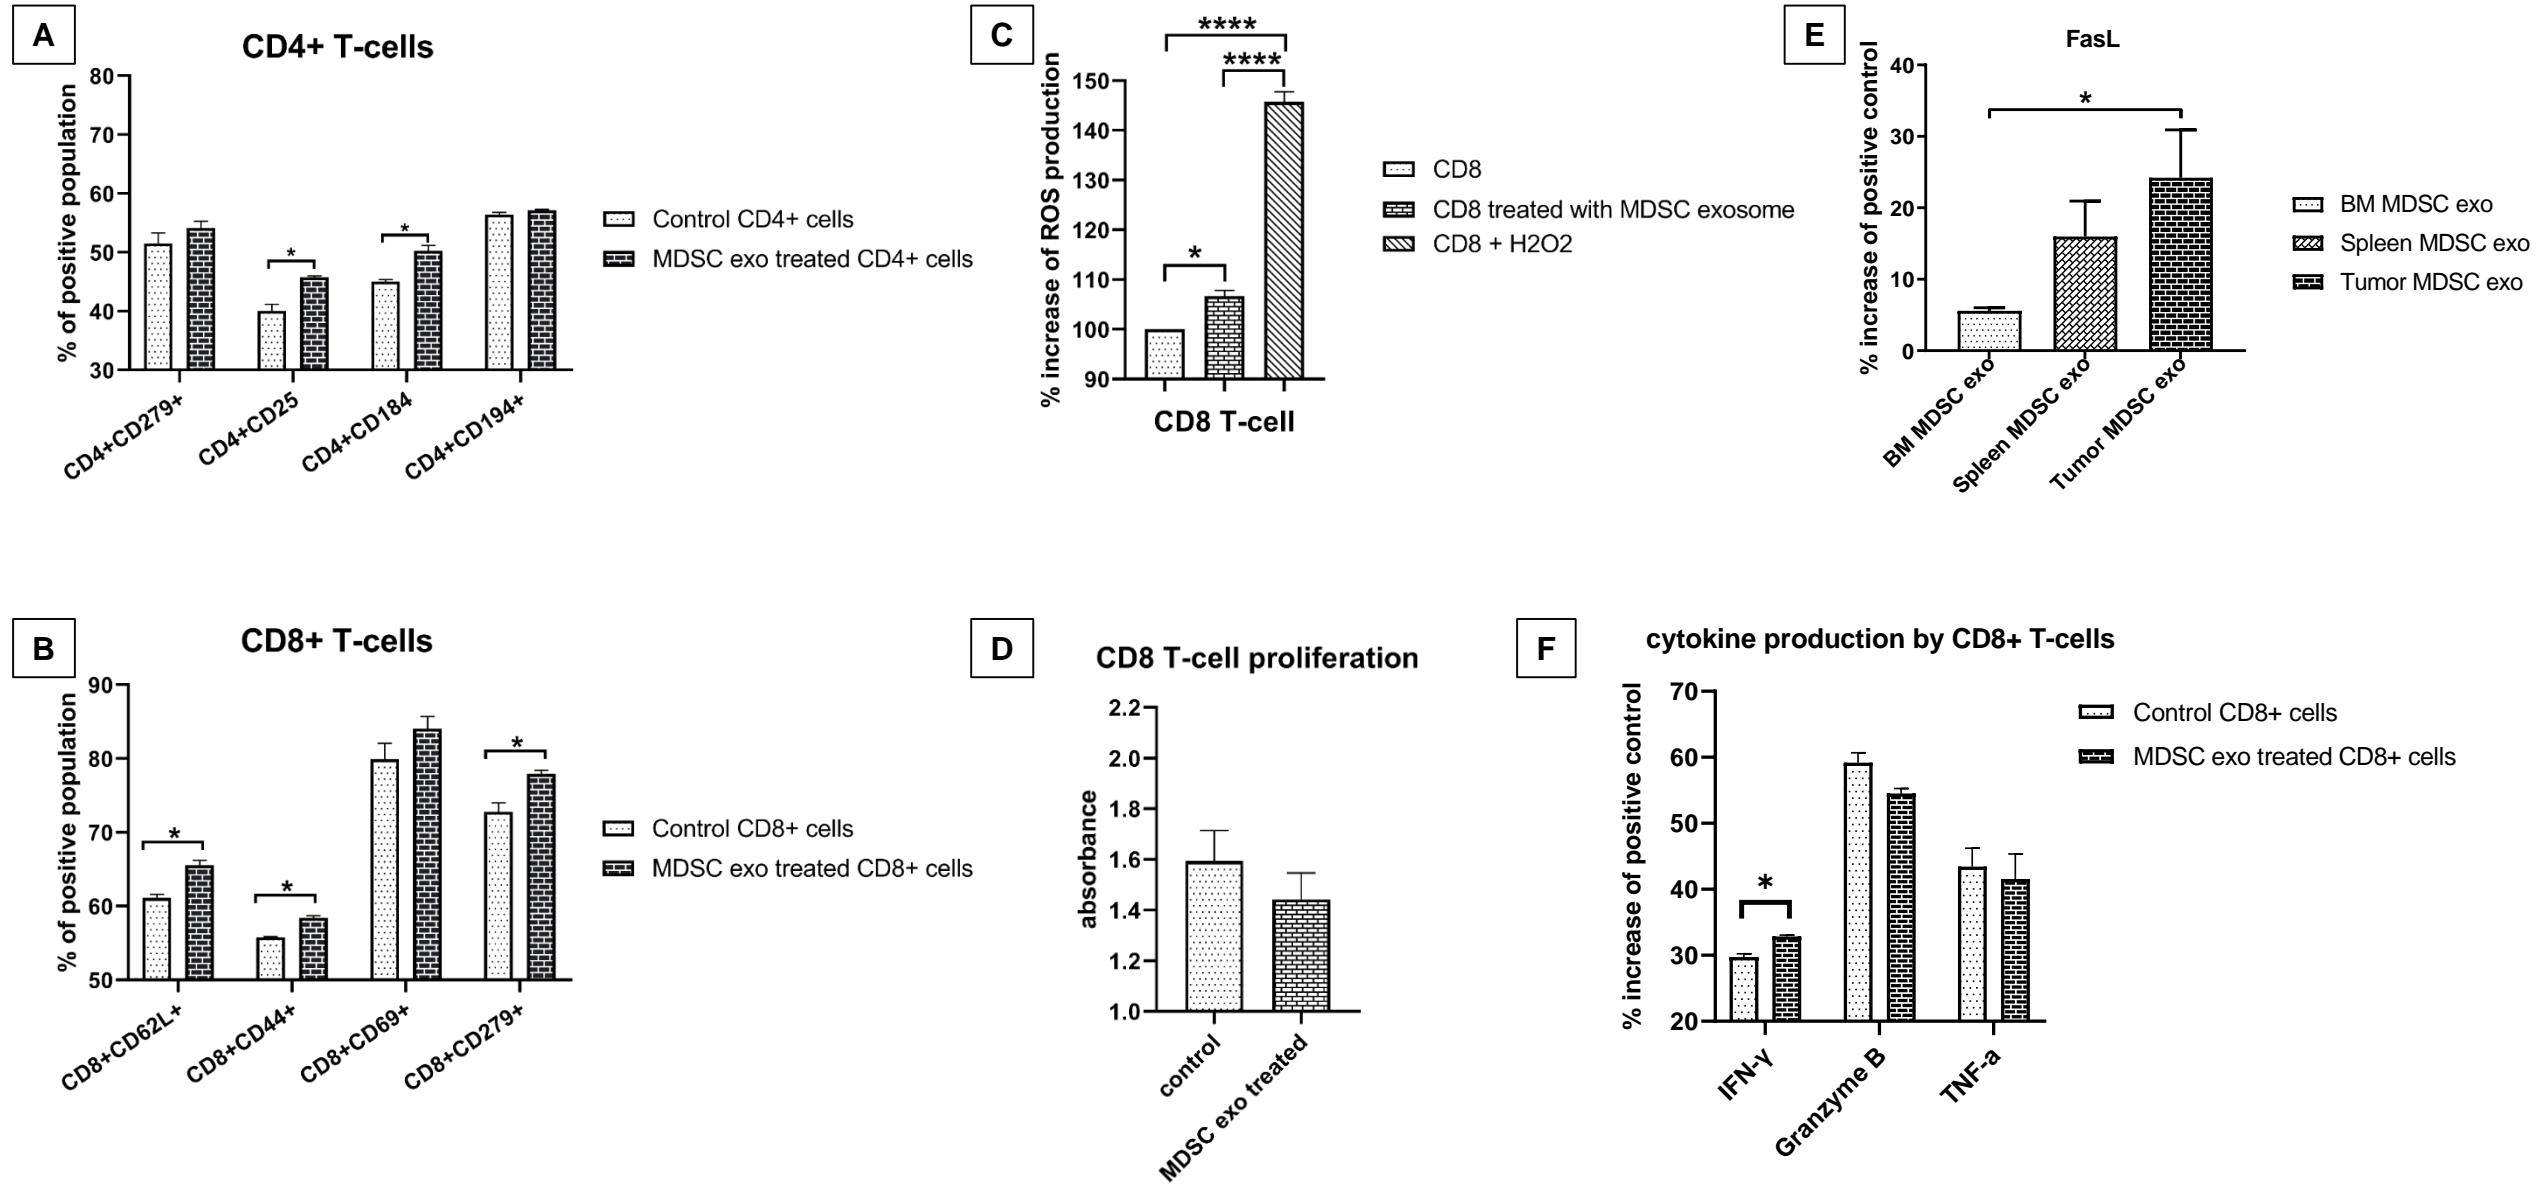 A
CD4+ T-cells
% of positive population
80
70
60
50
40
30
*
*
CD4+CD279+
CD4+CD25
CD4+CD184
CD4+CD194+
Control CD4+ cells
MDSC exo treated CD4+ cells
C
% increase of ROS production
150
140
130
120
110
100
90
****
****
*
CD8 T-cell
CD8
CD8 treated with MDSC exosome
CD8 + H2O2
E
FasL
% increase of positive control
40
30
20
10
0
*
BM MDSC exo
Spleen MDSC exo
Tumor MDSC exo
BM MDSC exo
Spleen MDSC exo
Tumor MDSC exo
B
CD8+ T-cells
% of positive population
90
80
70
60
50
*
*
*
CD8+CD62L+
CD8+CD44+
CD8+CD69+
CD8+CD279+
Control CD8+ cells
MDSC exo treated CD8+ cells
D
CD8 T-cell proliferation
absorbance
2.2
2.0
1.8
1.6
1.4
1.2
1.0
control
MDSC exo treated
F
cytokine production by CD8+ T-cells
% increase of positive control
70
60
50
40
30
20
*
IFN-γ
Granzyme B
TNF-a
Control CD8+ cells
MDSC exo treated CD8+ cells